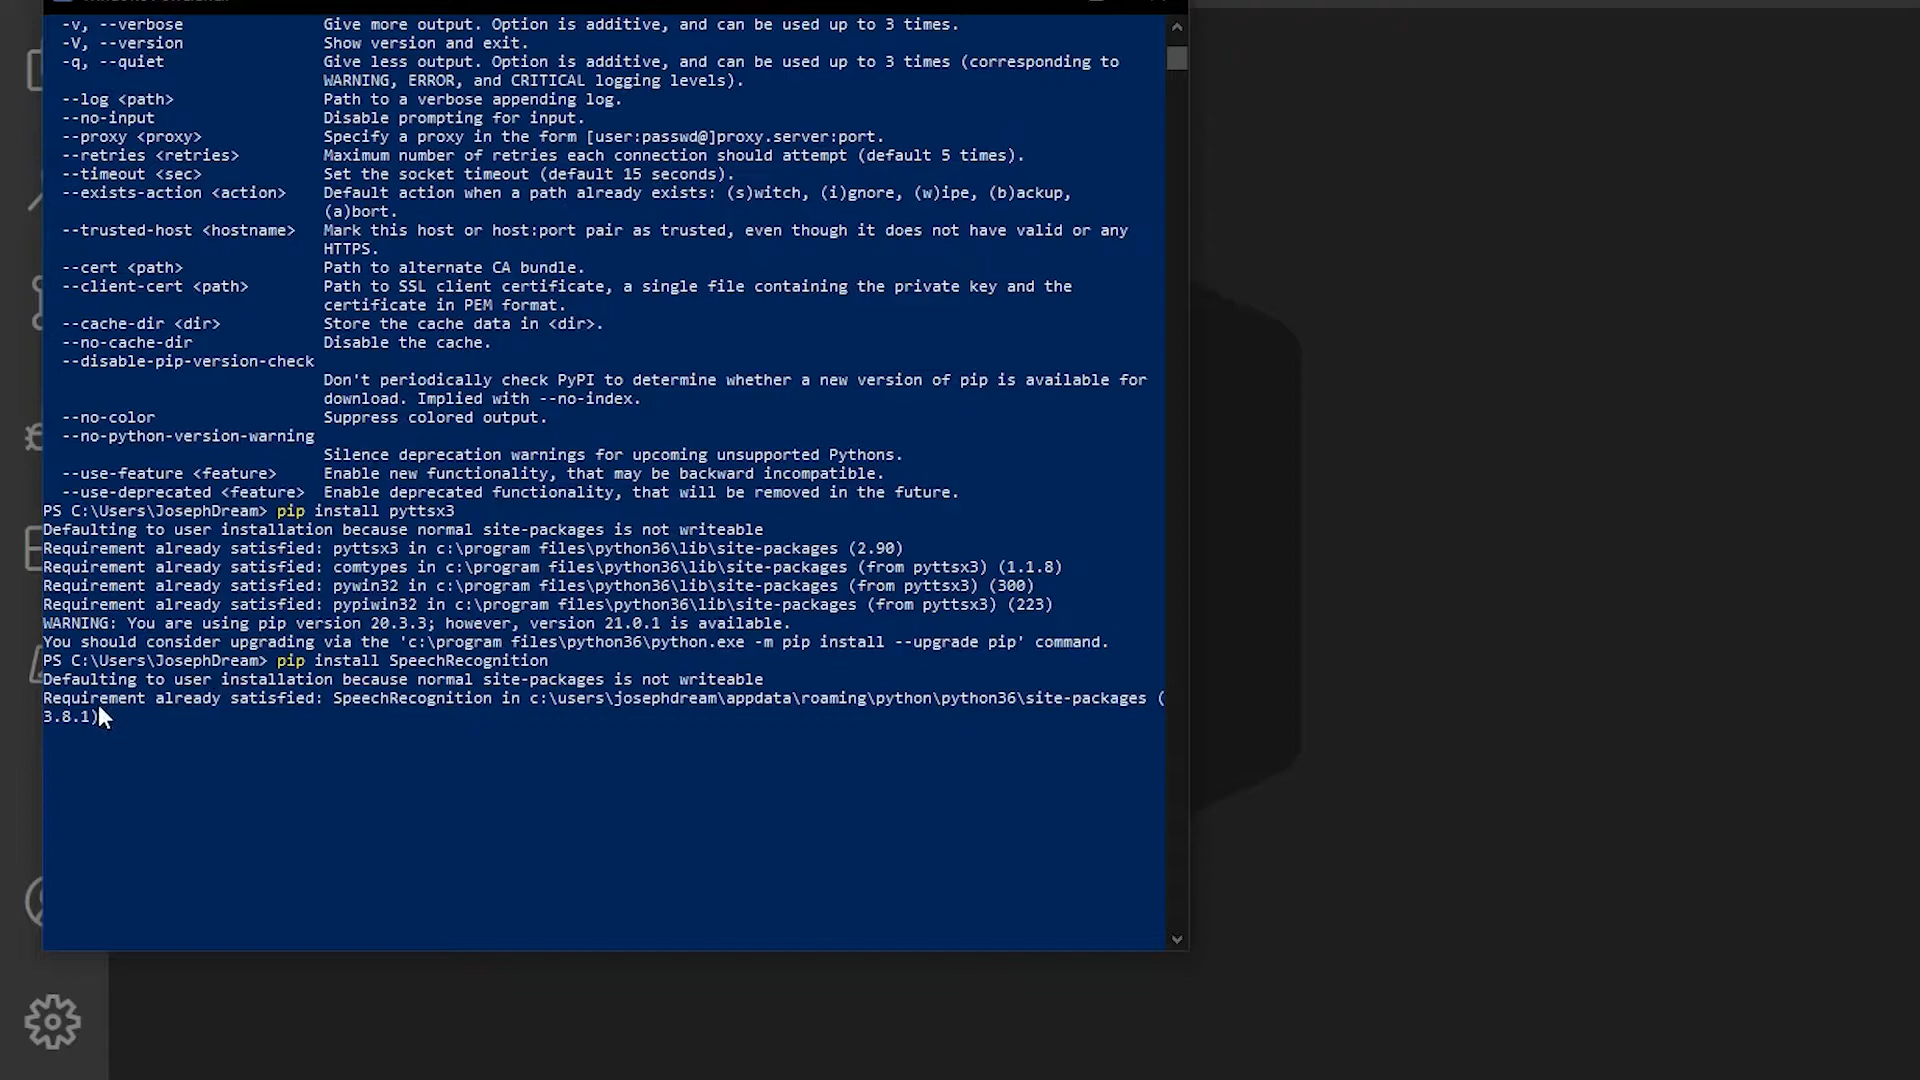 -v, --verbose Give more output. Option is additive, and can be used up to 3 times.
-V, --version Show version and exit.
-q, --quiet Give less output. Option is additive, and can be used up to 3 times (corresponding to
WARNING, ERROR, and CRITICAL logging levels).
--log <path> Path to a verbose appending log.
--no-input Disable prompting for input.
--proxy <proxy> Specify a proxy in the form [user:passwd@]proxy.server:port.
--retries <retries> Maximum number of retries each connection should attempt (default 5 times).
--timeout <sec> Set the socket timeout (default 15 seconds).
--exists-action <action> Default action when a path already exists: (s)witch, (i)gnore, (w)ipe, (b)ackup,
(a)bort.
--trusted-host <hostname> Mark this host or host:port pair as trusted, even though it does not have valid or any
HTTPS.
--cert <path> Path to alternate CA bundle.
--client-cert <path> Path to SSL client certificate, a single file containing the private key and the
certificate in PEM format.
--cache-dir <dir> Store the cache data in <dir>.
--no-cache-dir Disable the cache.
--disable-pip-version-check
Don't periodically check PyPI to determine whether a new version of pip is available for
download. Implied with --no-index.
--no-color Suppress colored output.
--no-python-version-warning
Silence deprecation warnings for upcoming unsupported Pythons.
--use-feature <feature> Enable new functionality, that may be backward incompatible.
--use-deprecated <feature> Enable deprecated functionality, that will be removed in the future.
PS C:\Users\JosephDream> pip install pyttsx3
Defaulting to user installation because normal site-packages is not writeable
Requirement already satisfied: pyttsx3 in c:\program files\python36\lib\site-packages (2.90)
Requirement already satisfied: comtypes in c:\program files\python36\lib\site-packages (from pyttsx3) (1.1.8)
Requirement already satisfied: pywin32 in c:\program files\python36\lib\site-packages (from pyttsx3) (300)
Requirement already satisfied: pypiwin32 in c:\program files\python36\lib\site-packages (from pyttsx3) (223)
WARNING: You are using pip version 20.3.3; however, version 21.0.1 is available.
You should consider upgrading via the 'c:\program files\python36\python.exe -m pip install --upgrade pip' command.
PS C:\Users\JosephDream> pip install SpeechRecognition
Defaulting to user installation because normal site-packages is not writeable
Requirement already satisfied: SpeechRecognition in c:\users\josephdream\appdata\roaming\python\python36\site-packages (
3.8.1)